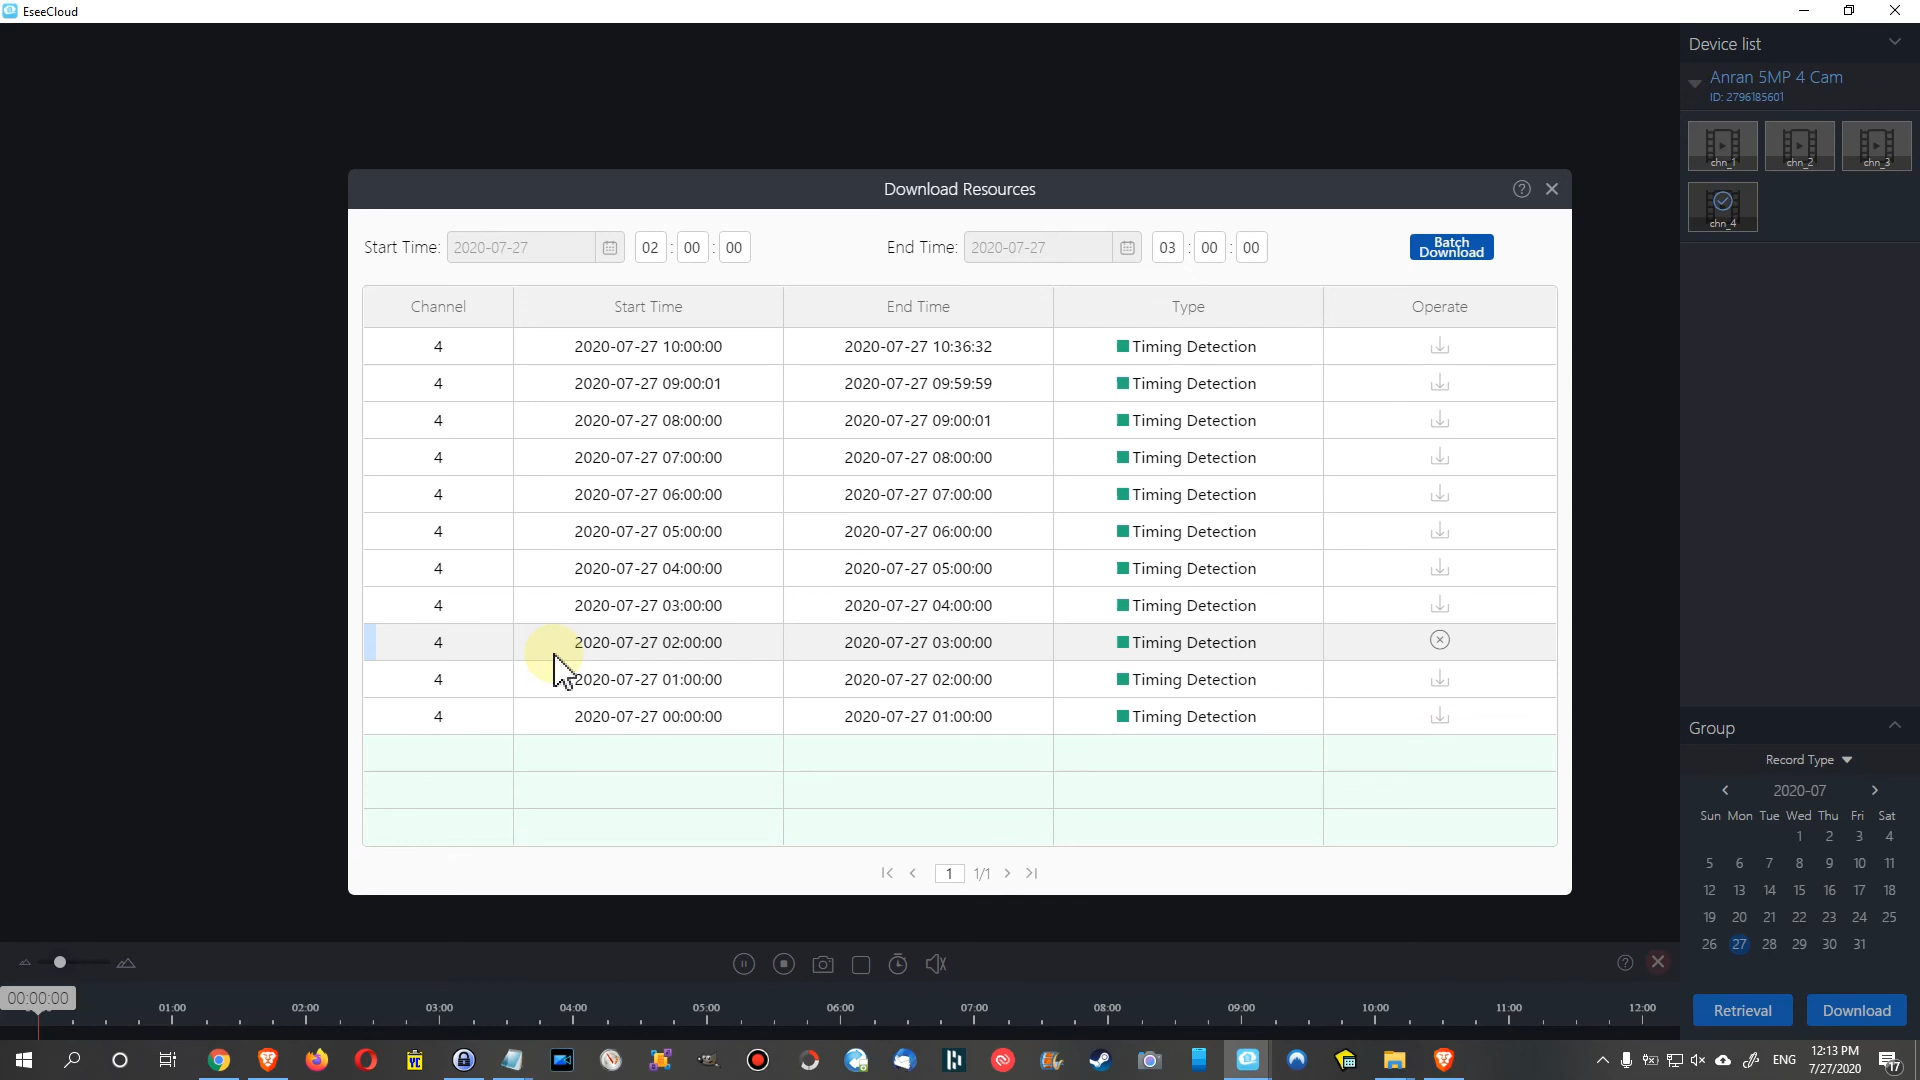 EseeCloud
Device list
Anran 5MP 4 Cam
ID: 2796185601
chn_1 chn_2 chn_3
chn_4
Download Resources
Start Time: 2020-07-27 02 : 00 : 00 End Time: 2020-07-27 03 : 00 : 00 Batch Download
Channel Start Time End Time Type Operate
4 2020-07-27 10:00:00 2020-07-27 10:36:32 Timing Detection
4 2020-07-27 09:00:01 2020-07-27 09:59:59 Timing Detection
4 2020-07-27 08:00:00 2020-07-27 09:00:01 Timing Detection
4 2020-07-27 07:00:00 2020-07-27 08:00:00 Timing Detection
4 2020-07-27 06:00:00 2020-07-27 07:00:00 Timing Detection
4 2020-07-27 05:00:00 2020-07-27 06:00:00 Timing Detection
4 2020-07-27 04:00:00 2020-07-27 05:00:00 Timing Detection
4 2020-07-27 03:00:00 2020-07-27 04:00:00 Timing Detection
4 2020-07-27 02:00:00 2020-07-27 03:00:00 Timing Detection
4 2020-07-27 01:00:00 2020-07-27 02:00:00 Timing Detection
4 2020-07-27 00:00:00 2020-07-27 01:00:00 Timing Detection
1 1/1
Group
Record Type
2020-07
Sun Mon Tue Wed Thu Fri Sat
1 2 3 4
5 6 7 8 9 10 11
12 13 14 15 16 17 18
19 20 21 22 23 24 25
26 27 28 29 30 31
Retrieval Download
00:00:00 01:00 02:00 03:00 04:00 05:00 06:00 07:00 08:00 09:00 10:00 11:00 12:00
ENG 12:13 PM
7/27/2020 17